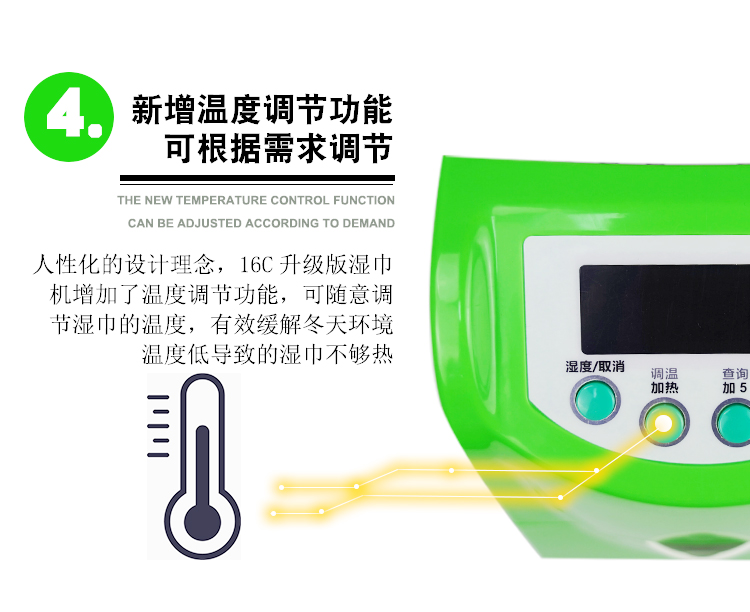 4.
新增温度调节功能
可根据需求调节
THE NEW TEMPERATURE CONTROL FUNCTION
CAN BE ADJUSTED ACCORDING TO DEMAND
人性化的设计理念，16C 升级版湿巾
机增加了温度调节功能，可随意调
节湿巾的温度，有效缓解冬天环境
温度低导致的湿巾不够热
湿度/取消
调温
加热
查询
加 5